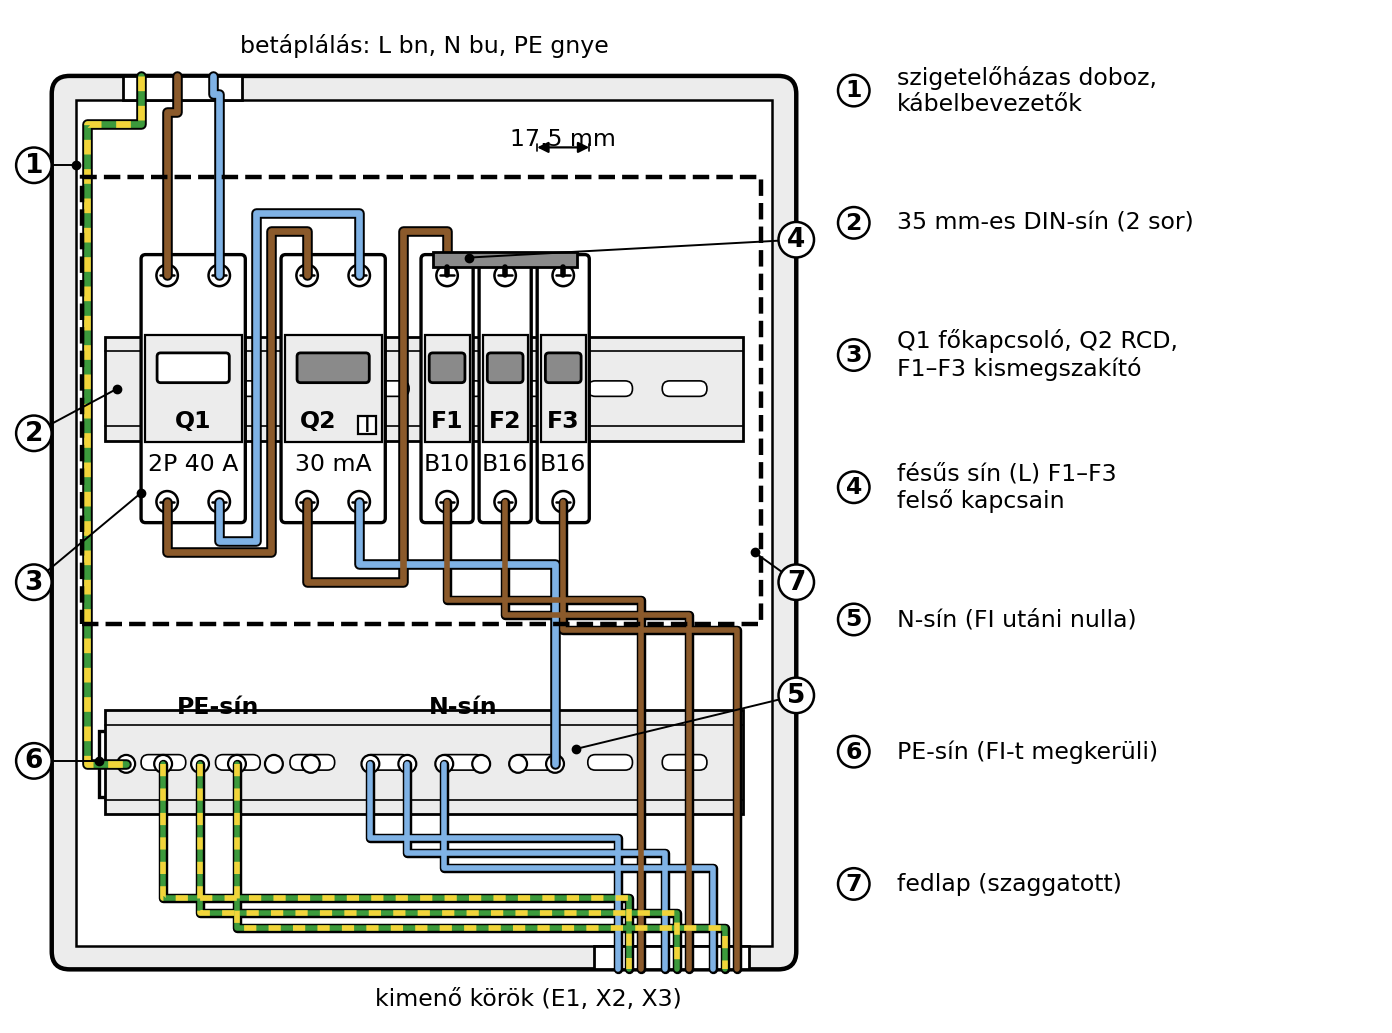 betáplálás: L bn, N bu, PE gnye
17,5 mm
1
2
3
4
5
6
7
Q1
Q2
F1
F2
F3
2P 40 A
30 mA
B10
B16
B16
PE-sín
N-sín
kimenő körök (E1, X2, X3)
1 szigetelőházas doboz,
kábelbevezetők
2 35 mm-es DIN-sín (2 sor)
3 Q1 főkapcsoló, Q2 RCD,
F1–F3 kismegszakító
4 fésűs sín (L) F1–F3
felső kapcsain
5 N-sín (FI utáni nulla)
6 PE-sín (FI-t megkerüli)
7 fedlap (szaggatott)